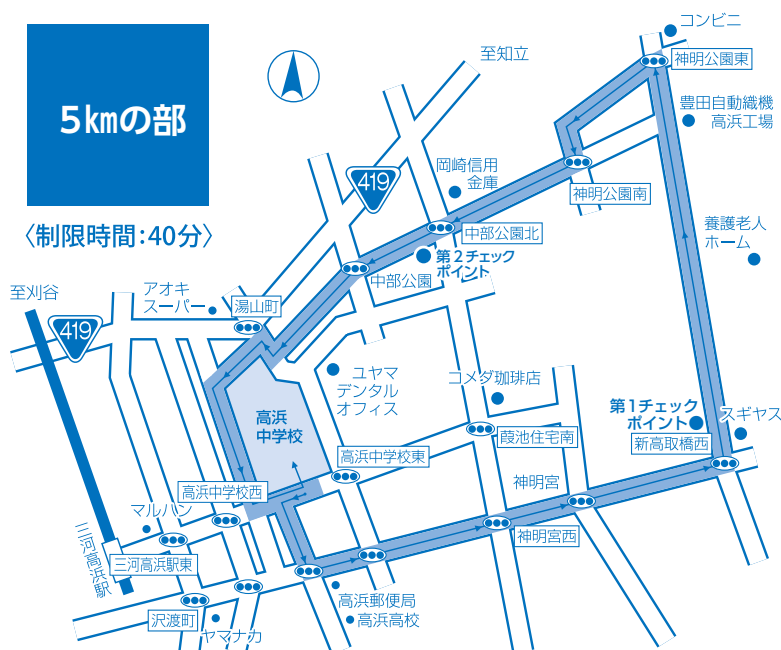 コンビニ
至知立
神明公園東
5kmの部
豊田自動織機
高浜工場
岡崎信用
金庫
419
神明公園南
〈制限時間:40分〉
中部公園北
養護老人
ホーム
第2チェック
ポイント
中部公園
至刈谷
アオキ
スーパー
湯山町
419
ユヤマ
デンタル
オフィス
コメダ珈琲店
第1チェック
ポイント
スギヤス
高浜
中学校
葭池住宅南
新高取橋西
高浜中学校東
高浜中学校西
神明宮
マルハン
神明宮西
三河高浜駅
三河高浜駅東
高浜郵便局
沢渡町
高浜高校
ヤマナカ